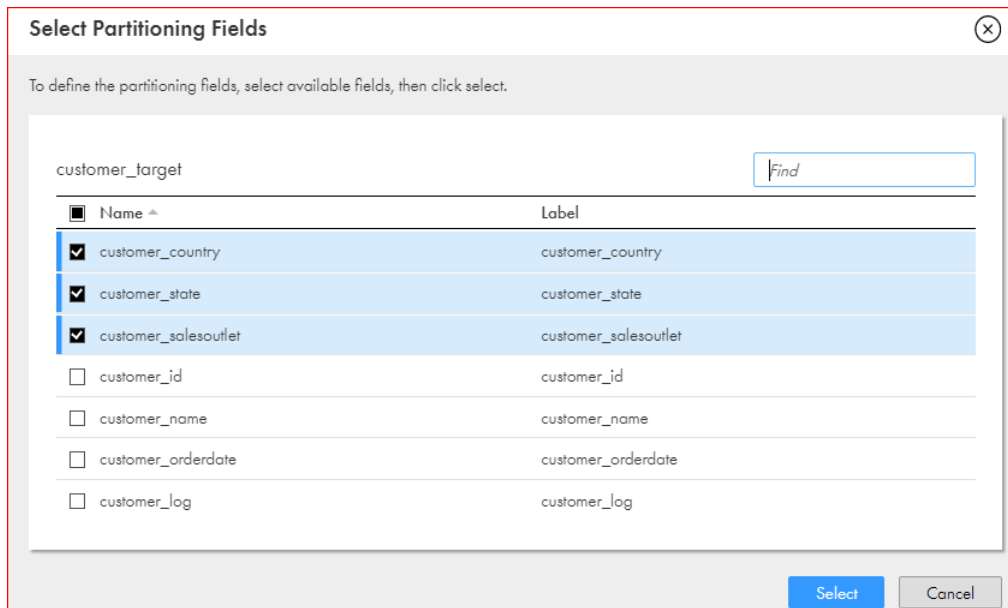 Select Partitioning Fields
To define the partitioning fields, select available fields, then click select.
customer_target
Find
Name Label
customer_country customer_country
customer_state customer_state
customer_salesoutlet customer_salesoutlet
customer_id customer_id
customer_name customer_name
customer_orderdate customer_orderdate
customer_log customer_log
Select Cancel